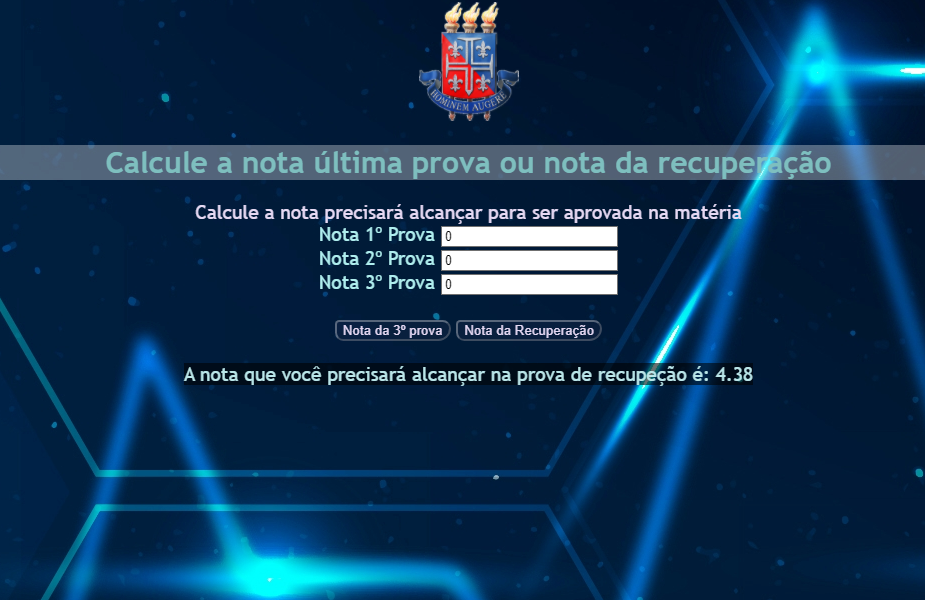 HOMINEM AUGERE
Calcule a nota última prova ou nota da recuperação
Calcule a nota precisará alcançar para ser aprovada na matéria
Nota 1º Prova 0
Nota 2º Prova 0
Nota 3º Prova 0
Nota da 3º prova Nota da Recuperação
A nota que você precisará alcançar na prova de recupeção é: 4.38